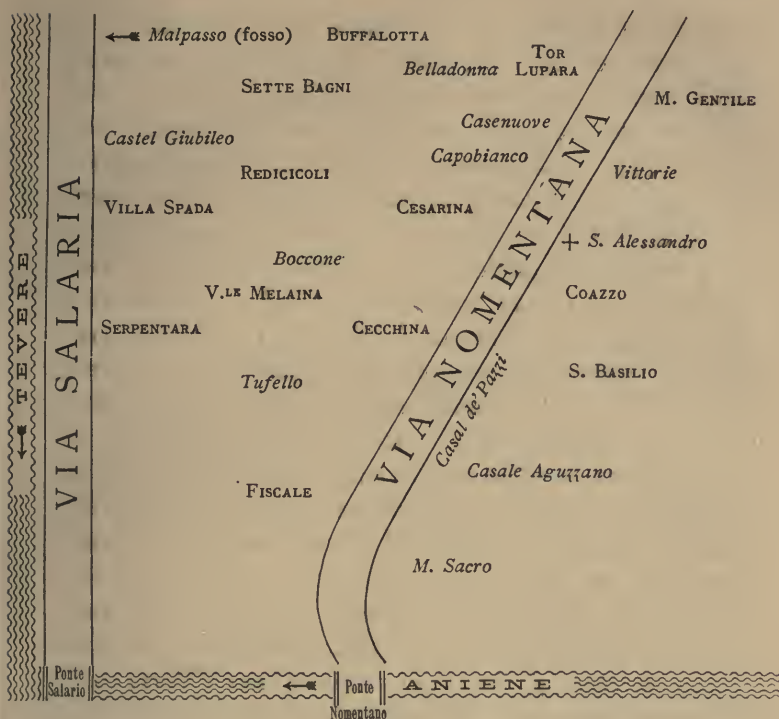 Malpasso (fosso) BUFFALOTTA
TOR
Belladonna LUPARA
SETTE BAGNI
M. GENTILE
Casenuove
Castel Giubileo
Capobianco
REDICICOLI
Vittorie
VILLA SPADA
CESARINA
S. Alessandro
Boccone
V.LE MELAINA
COAZZO
SERPENTARA
CECCHINA
S. BASILIO
Tufello
Casal de' Pazzi
Casale Aguzzano
FISCALE
M. Sacro
TEVERE
VIA SALARIA
VIA NOMENTANA
Ponte
Salario
Ponte
Nomentano
ANIENE